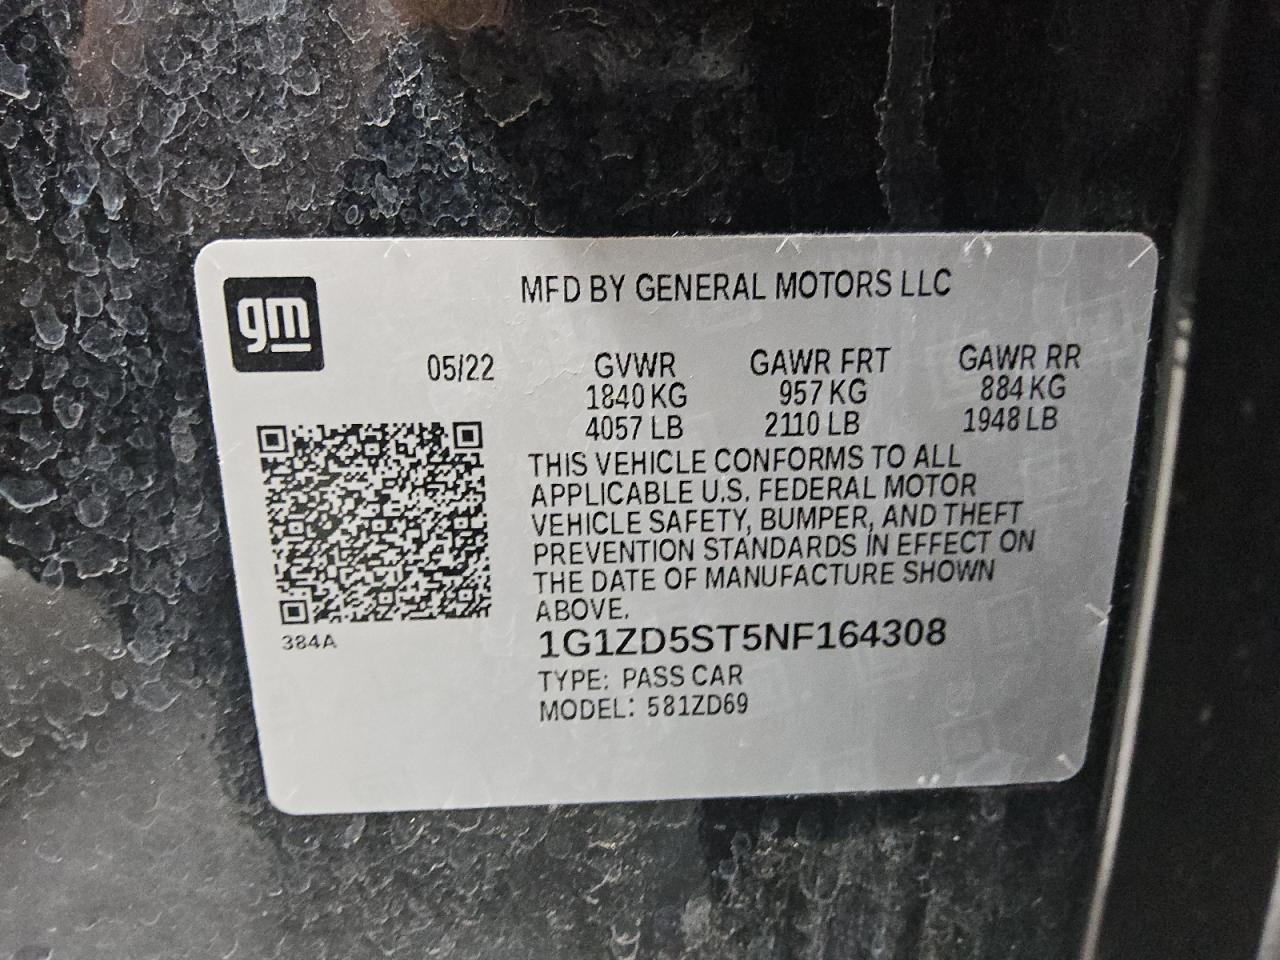 gm
MFD BY GENERAL MOTORS LLC
05/22 GVWR GAWR FRT GAWR RR
1840 KG 957 KG 884 KG
4057 LB 2110 LB 1948 LB
THIS VEHICLE CONFORMS TO ALL
APPLICABLE U.S. FEDERAL MOTOR
VEHICLE SAFETY, BUMPER, AND THEFT
PREVENTION STANDARDS IN EFFECT ON
THE DATE OF MANUFACTURE SHOWN
ABOVE.
384A
1G1ZD5ST5NF164308
TYPE: PASS CAR
MODEL: 581ZD69